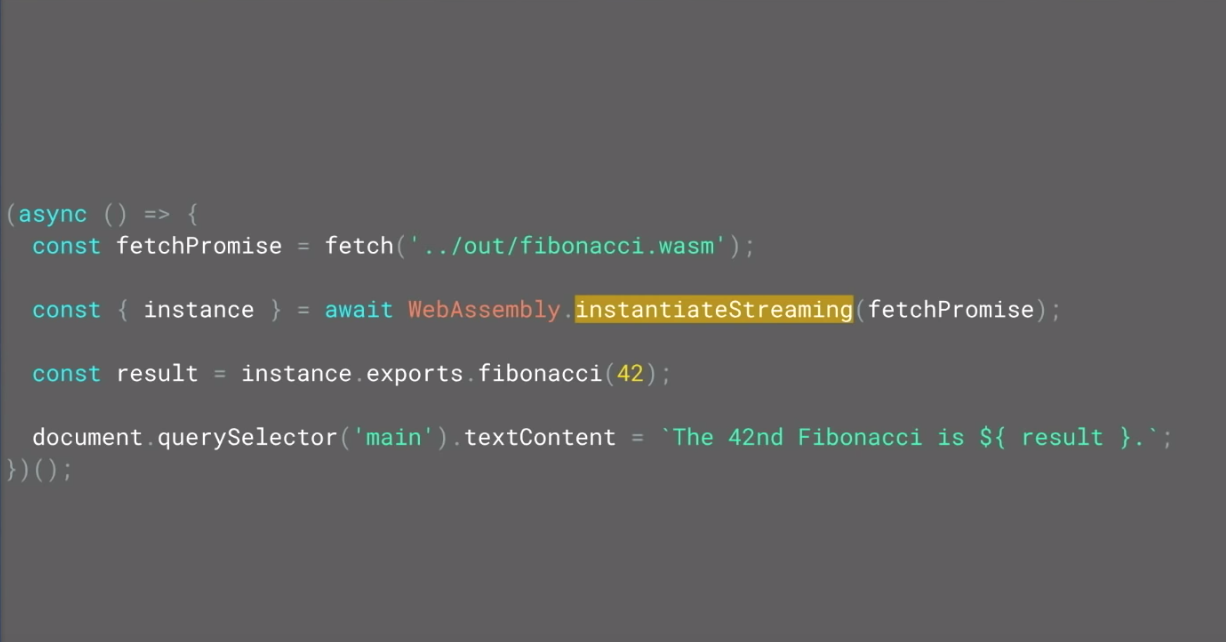 (async () => {
  const fetchPromise = fetch('../out/fibonacci.wasm');
  const { instance } = await WebAssembly.instantiateStreaming(fetchPromise);
  const result = instance.exports.fibonacci(42);
  document.querySelector('main').textContent = `The 42nd Fibonacci is ${ result }.`;
})();